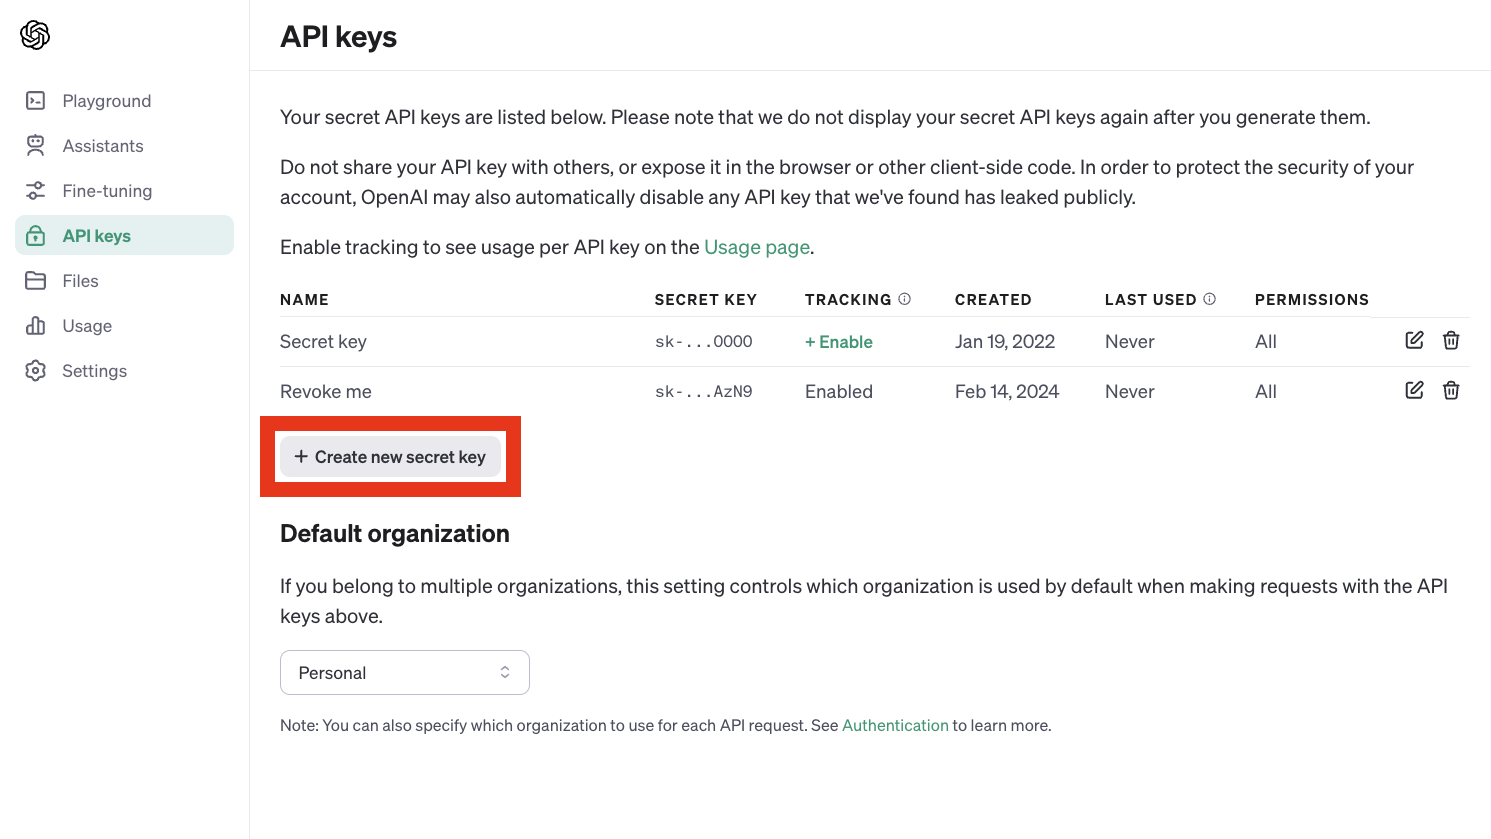 API keys
Playground
Assistants
Fine-tuning
API keys
Files
Usage
Settings
Your secret API keys are listed below. Please note that we do not display your secret API keys again after you generate them.
Do not share your API key with others, or expose it in the browser or other client-side code. In order to protect the security of your
account, OpenAI may also automatically disable any API key that we've found has leaked publicly.
Enable tracking to see usage per API key on the Usage page.
NAME SECRET KEY TRACKING CREATED LAST USED PERMISSIONS
Secret key sk-...0000 + Enable Jan 19, 2022 Never All
Revoke me sk-...AzN9 Enabled Feb 14, 2024 Never All
+ Create new secret key
Default organization
If you belong to multiple organizations, this setting controls which organization is used by default when making requests with the API
keys above.
Personal
Note: You can also specify which organization to use for each API request. See Authentication to learn more.